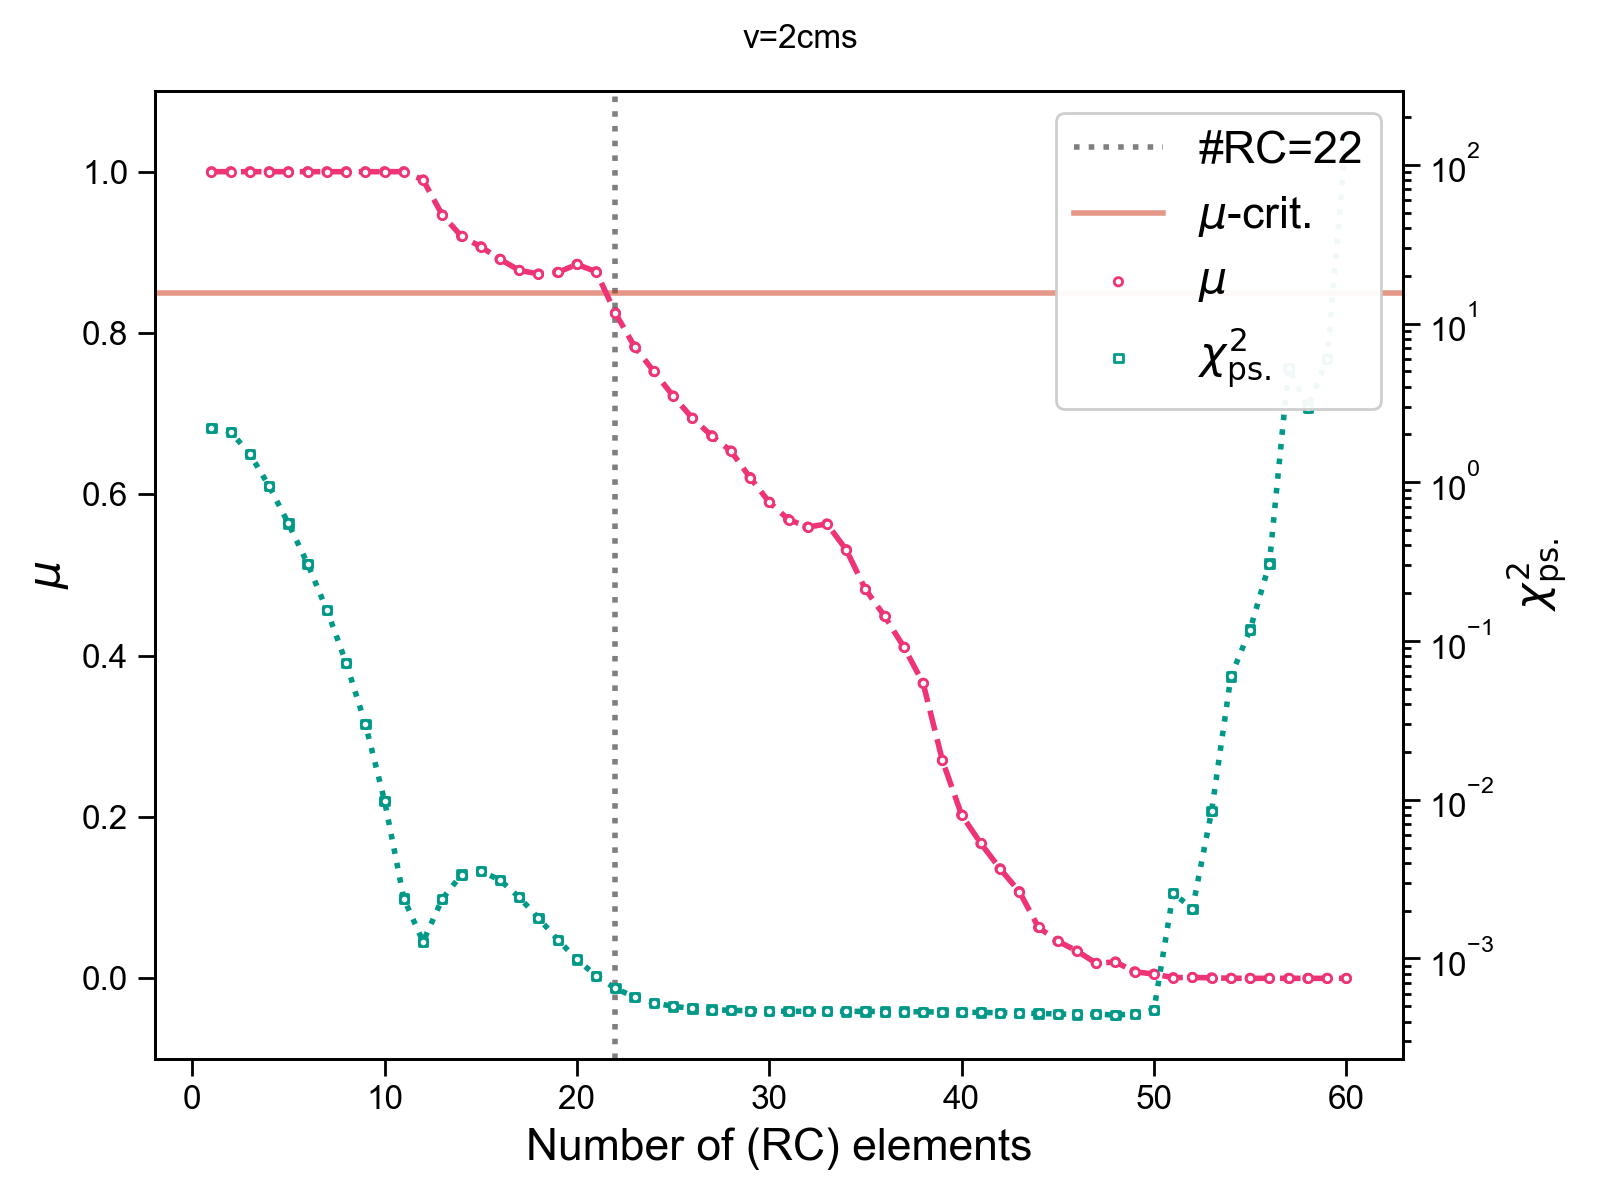 v=2cms
#RC=22
μ-crit.
μ
χ²ps.
1.0
0.8
0.6
0.4
0.2
0.0
μ
10²
10¹
10⁰
10⁻¹
10⁻²
10⁻³
χ²ps.
0 10 20 30 40 50 60
Number of (RC) elements